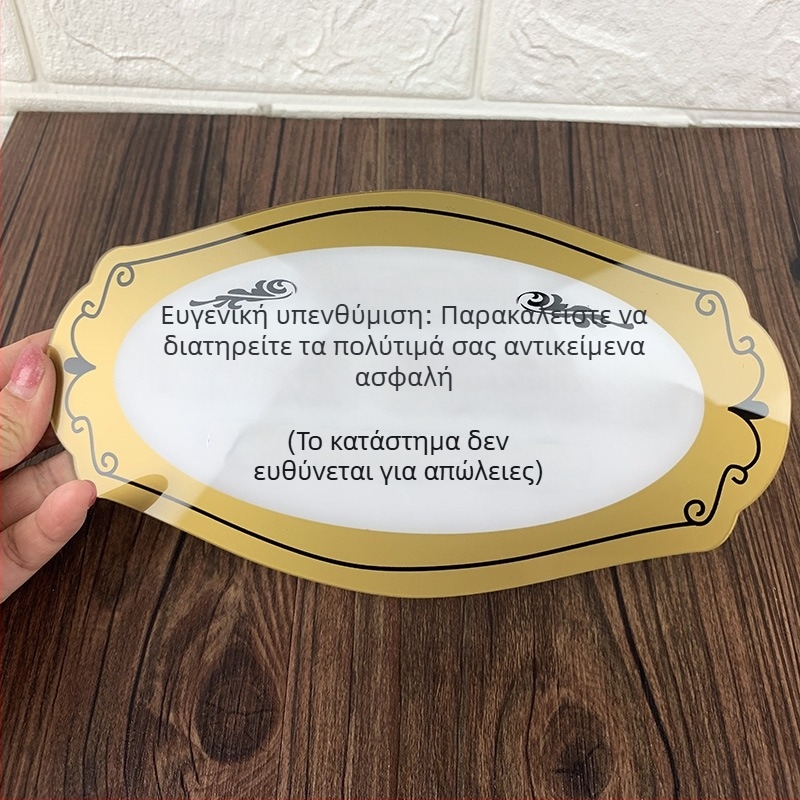 Ευγενική υπενθύμιση: Παρακαλείστε να
διατηρείτε τα πολύτιμά σας αντικείμενα
ασφαλή
(Το κατάστημα δεν
ευθύνεται για απώλειες)